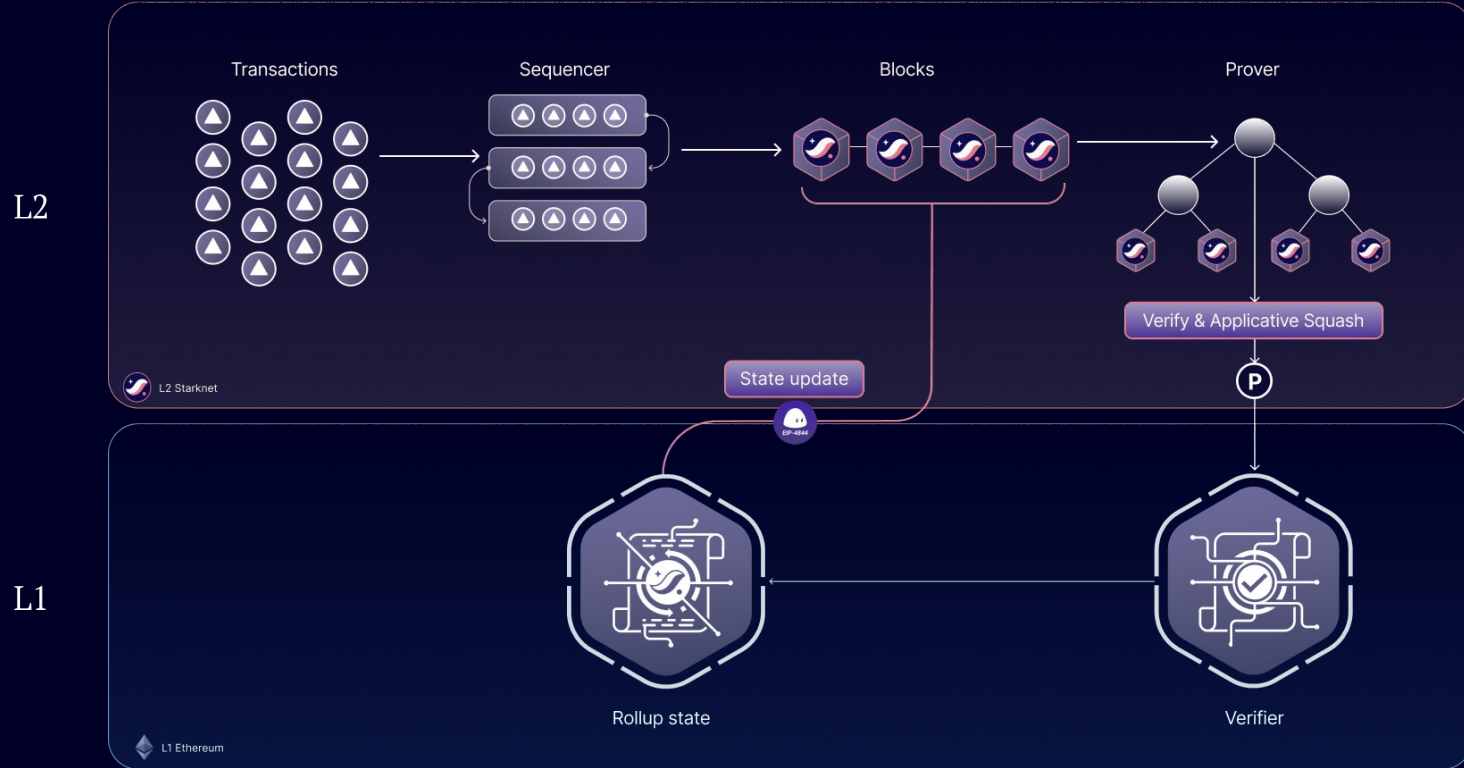 Transactions
Sequencer
Blocks
Prover
L2
Verify & Applicative Squash
State update
L2 Starknet
P
EIP-4844
L1
Rollup state
Verifier
L1 Ethereum